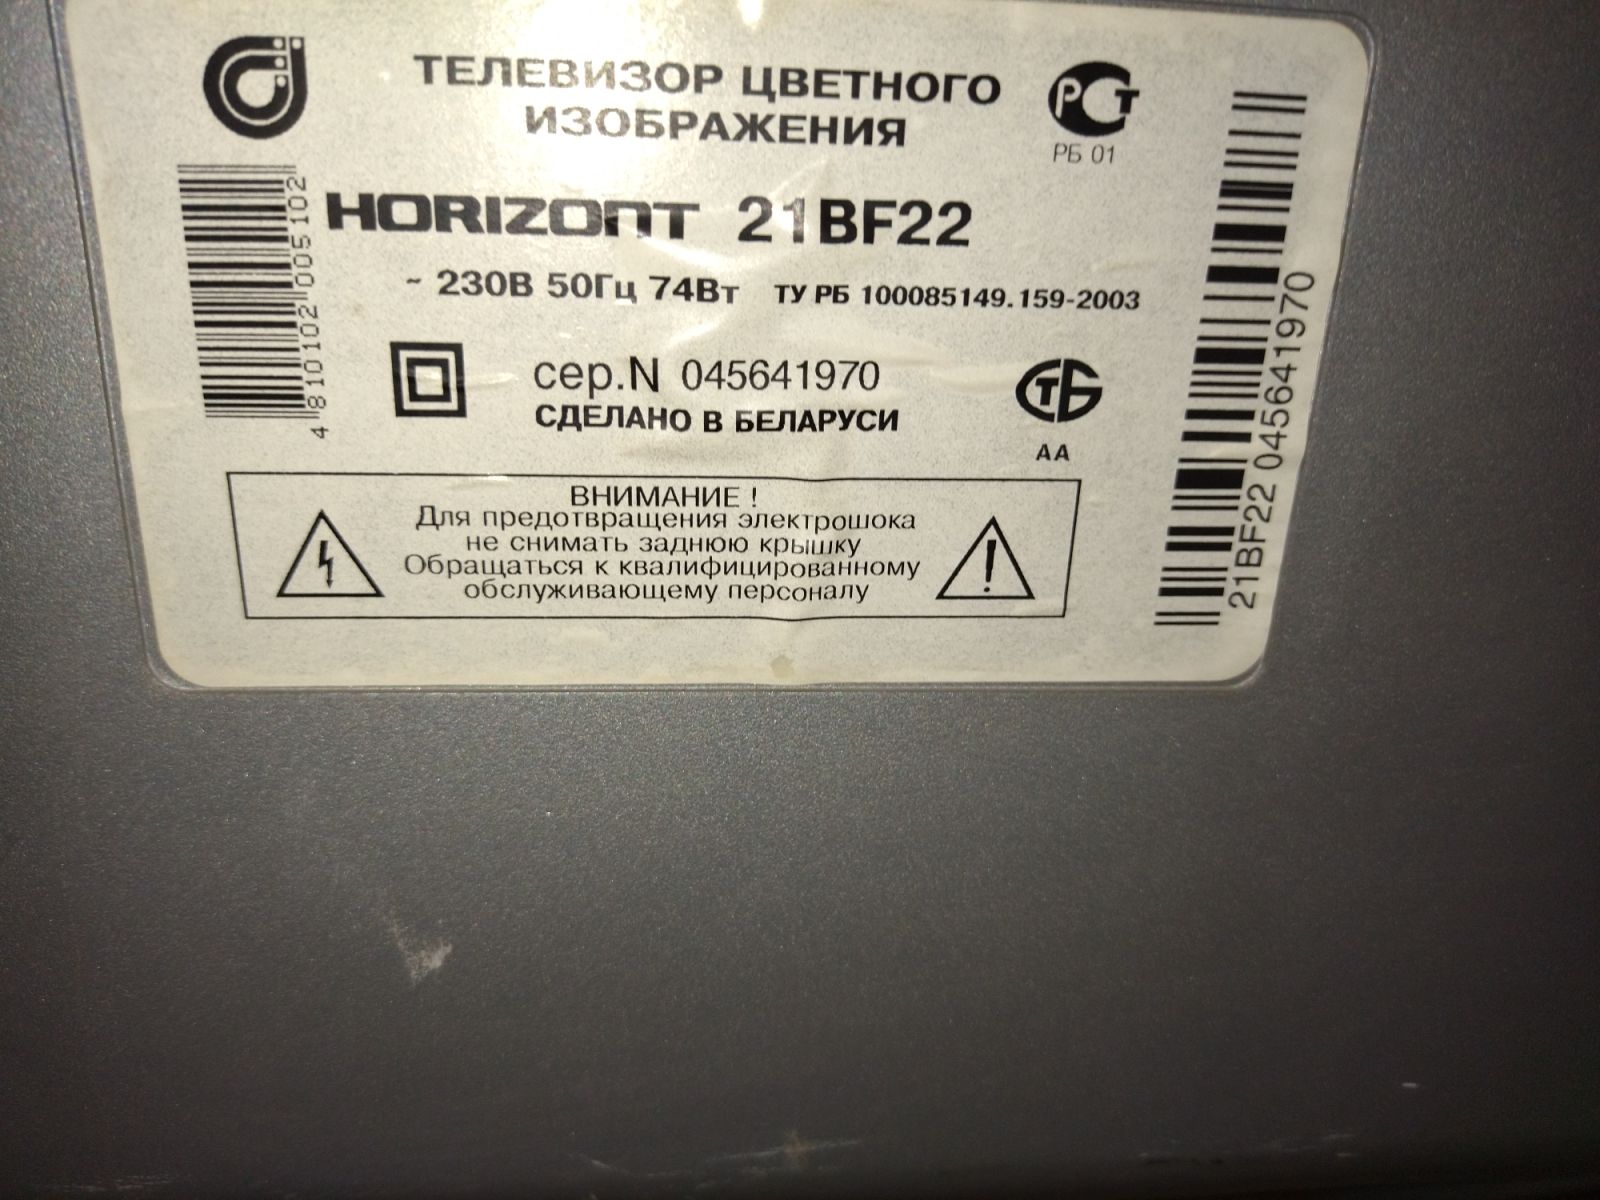 ТЕЛЕВИЗОР ЦВЕТНОГО
ИЗОБРАЖЕНИЯ
РСТ
РБ 01
HORIZONT 21BF22
~ 230В 50Гц 74Вт ТУ РБ 100085149.159-2003
сер.N 045641970
СДЕЛАНО В БЕЛАРУСИ
СТБ
АА
ВНИМАНИЕ !
Для предотвращения электрошока
не снимать заднюю крышку
Обращаться к квалифицированному
обслуживающему персоналу
4 810102 005102
21BF22 045641970